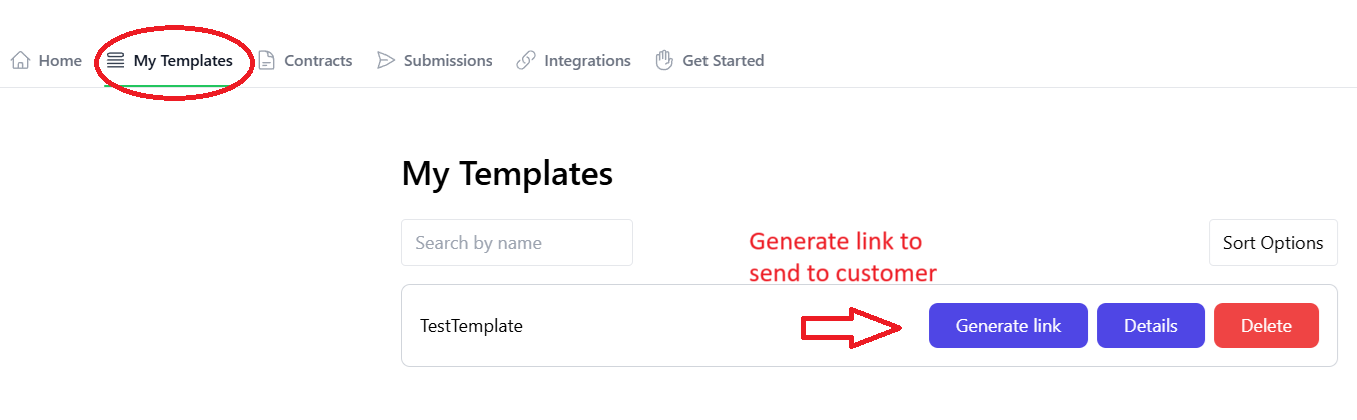 Home My Templates Contracts Submissions Integrations Get Started
My Templates
Search by name
Generate link to
send to customer
Sort Options
TestTemplate
Generate link Details Delete